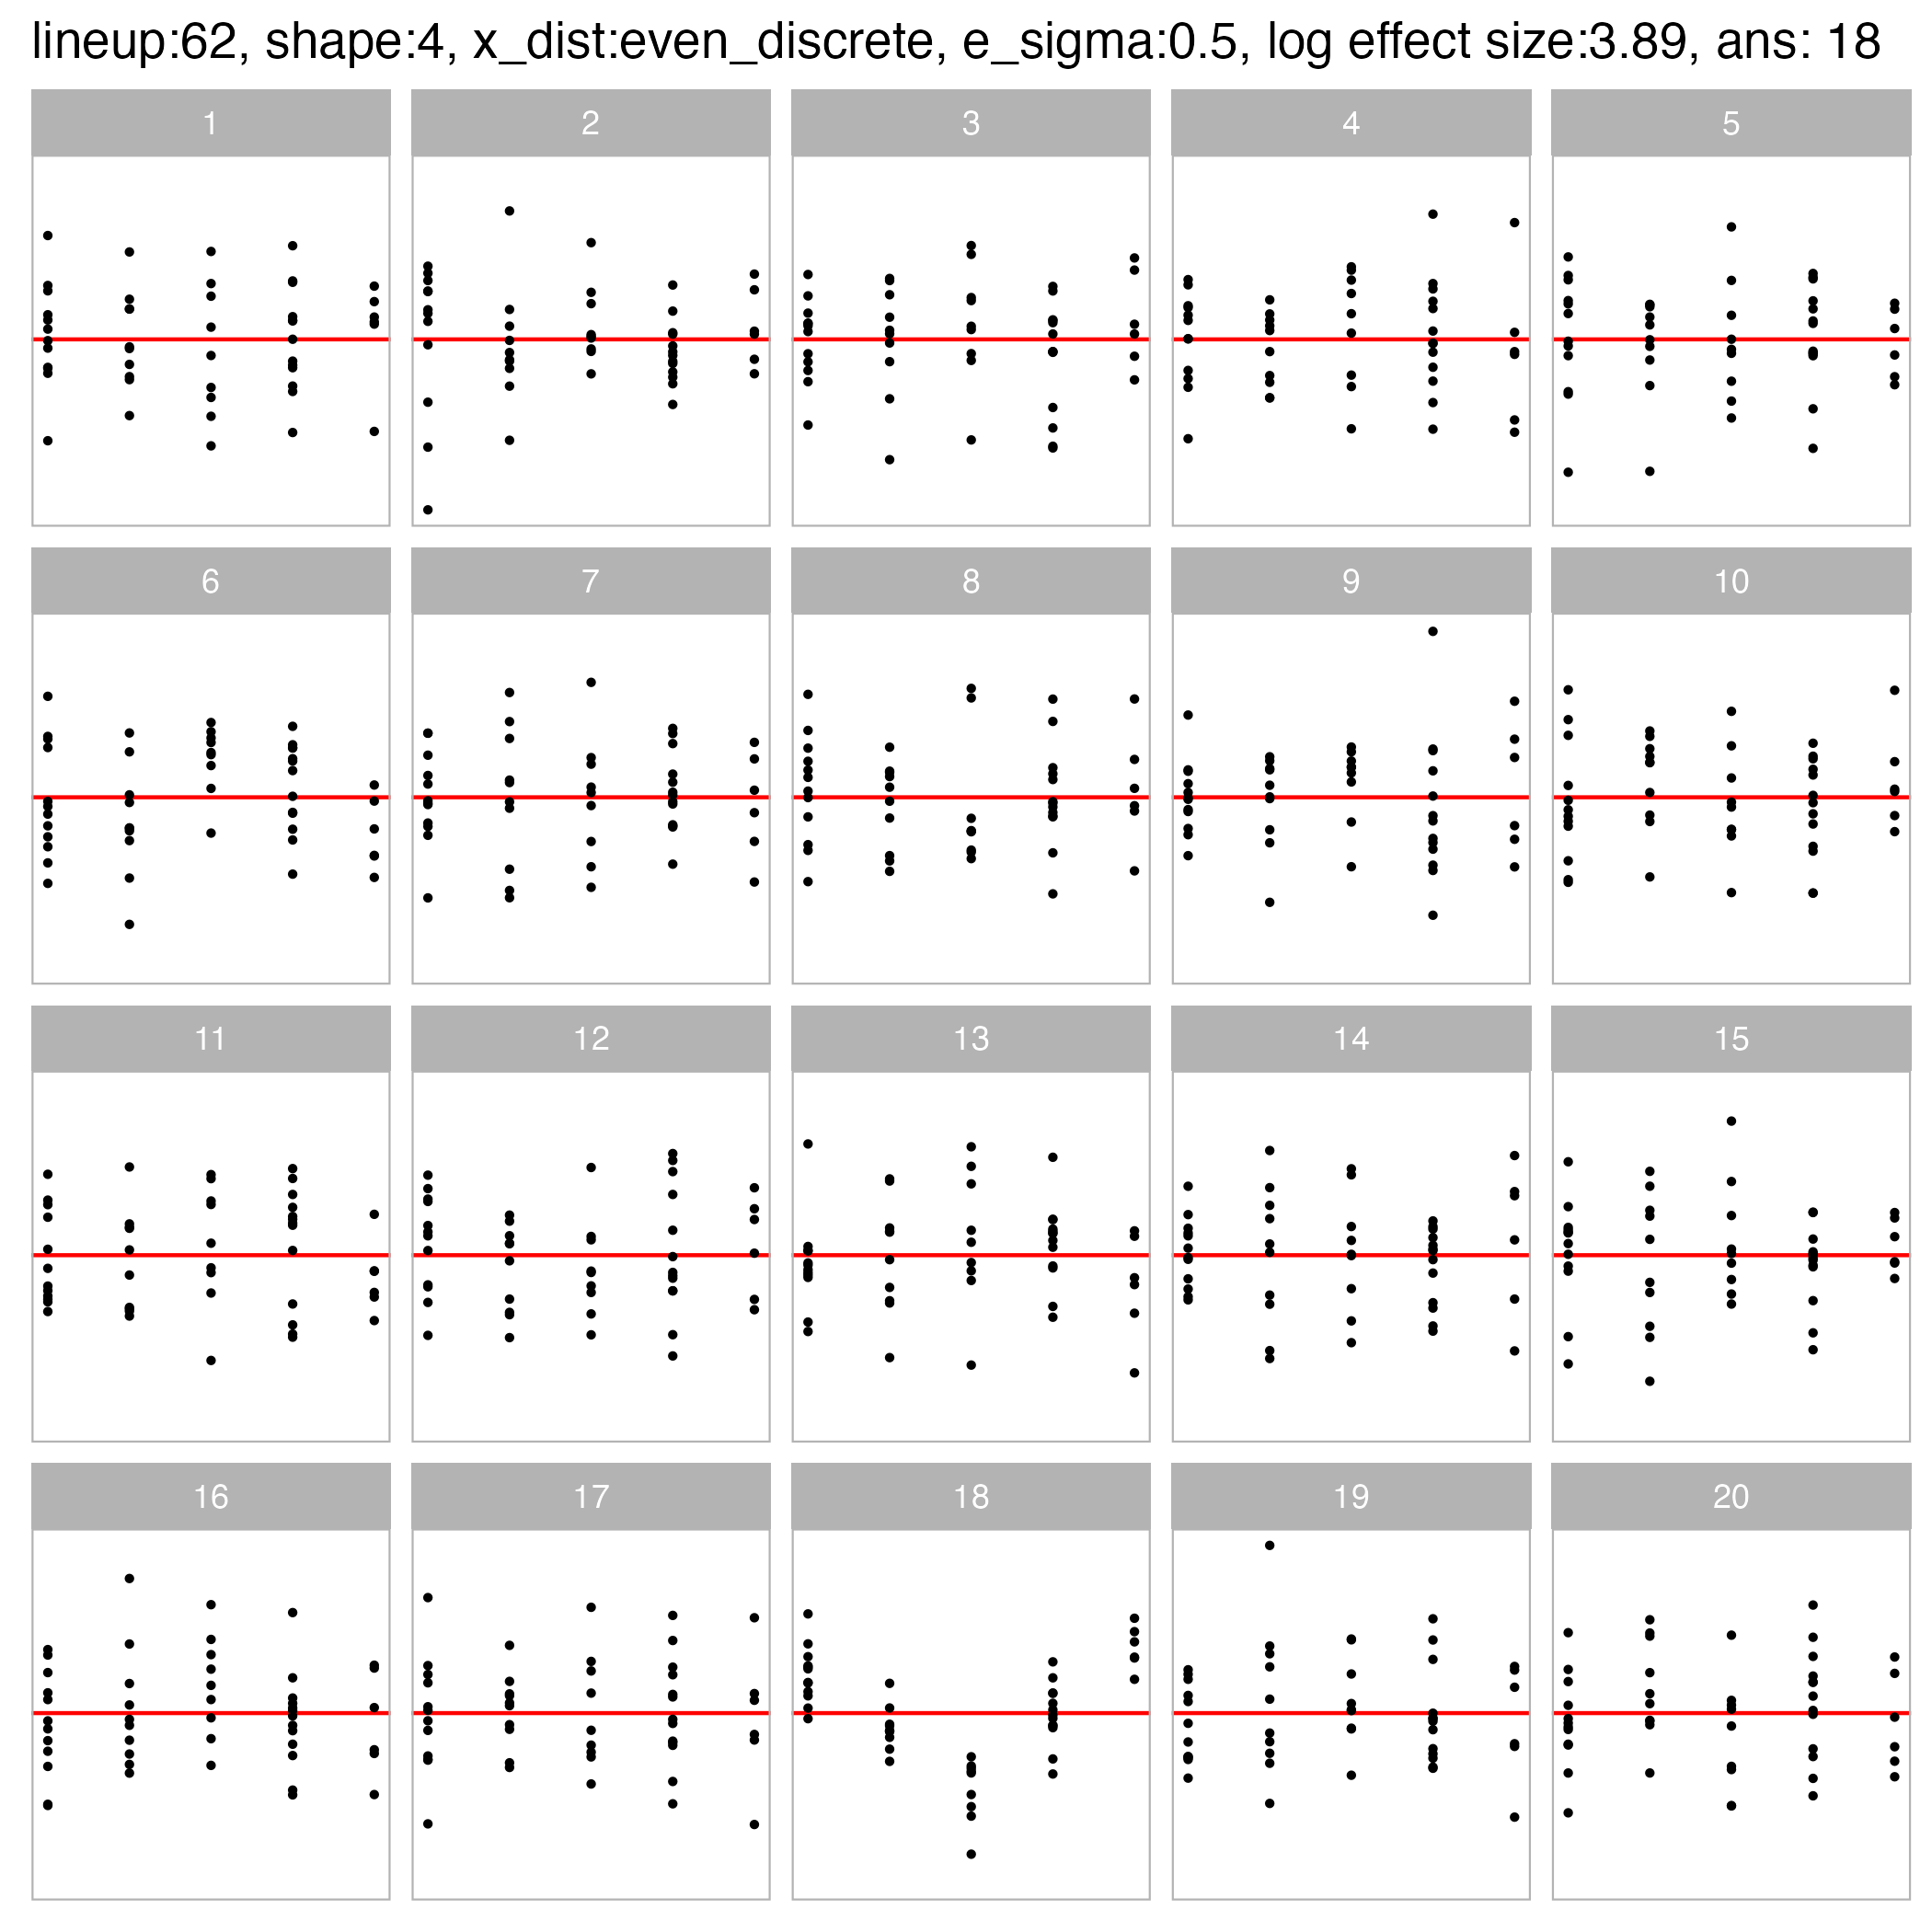 lineup:62, shape:4, x_dist:even_discrete, e_sigma:0.5, log effect size:3.89, ans: 18
1 2 3 4 5
6 7 8 9 10
11 12 13 14 15
16 17 18 19 20